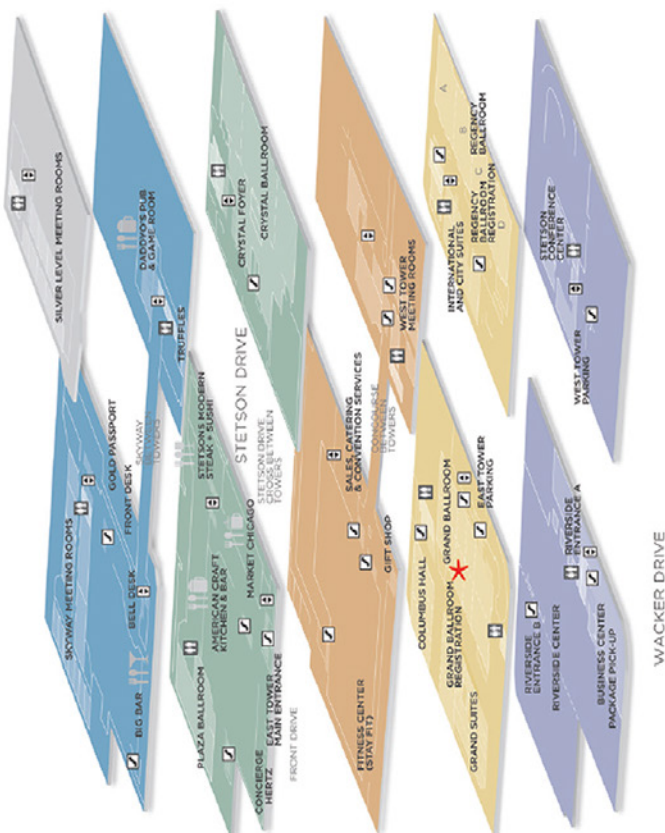 SILVER LEVEL MEETING ROOMS
SKYWAY MEETING ROOMS
GOLD PASSPORT
FRONT DESK
BELL DESK
BIG BAR
SKYWAY
BETWEEN
TOWERS
DADDYO'S PUB
& GAME ROOM
TRUFFLES
PLAZA BALLROOM
AMERICAN CRAFT
KITCHEN & BAR
STETSONS MODERN
STEAK + SUSHI
MARKET CHICAGO
CONCIERGE
HERTZ
EAST TOWER
MAIN ENTRANCE
FRONT DRIVE
STETSON DRIVE
STETSON DRIVE
CROSS BETWEEN
TOWERS
CRYSTAL FOYER
CRYSTAL BALLROOM
FITNESS CENTER
(STAY FIT)
GIFT SHOP
SALES, CATERING
& CONVENTION SERVICES
CONCOURSE
BETWEEN
TOWERS
WEST TOWER
MEETING ROOMS
COLUMBUS HALL
GRAND BALLROOM
GRAND BALLROOM
REGISTRATION
GRAND SUITES
EAST TOWER
PARKING
INTERNATIONAL
AND CITY SUITES
REGENCY
BALLROOM
REGISTRATION
REGENCY
BALLROOM
A
B
C
D
RIVERSIDE
ENTRANCE B
RIVERSIDE CENTER
RIVERSIDE
ENTRANCE A
BUSINESS CENTER
PACKAGE PICK-UP
STETSON
CONFERENCE
CENTER
WEST TOWER
PARKING
WACKER DRIVE